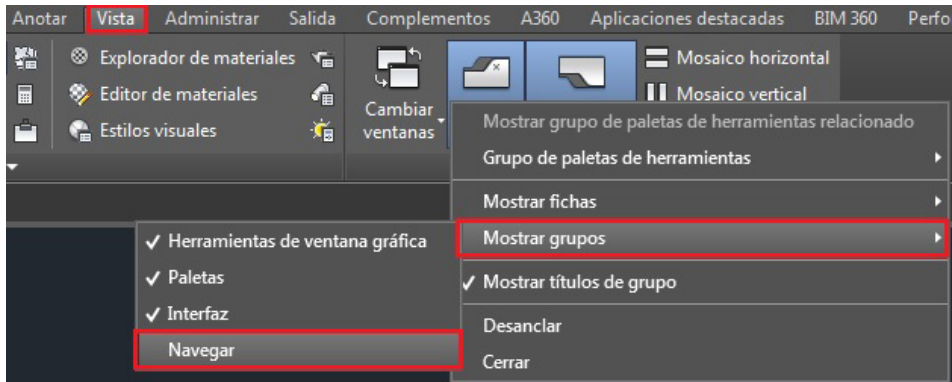 Anotar Vista Administrar Salida Complementos A360 Aplicaciones destacadas BIM 360 Perfo
Explorador de materiales
Editor de materiales
Estilos visuales
Cambiar
ventanas
Mosaico horizontal
Mosaico vertical
Mostrar grupo de paletas de herramientas relacionado
Grupo de paletas de herramientas
Mostrar fichas
Mostrar grupos
Mostrar títulos de grupo
Desanclar
Cerrar
Herramientas de ventana gráfica
Paletas
Interfaz
Navegar